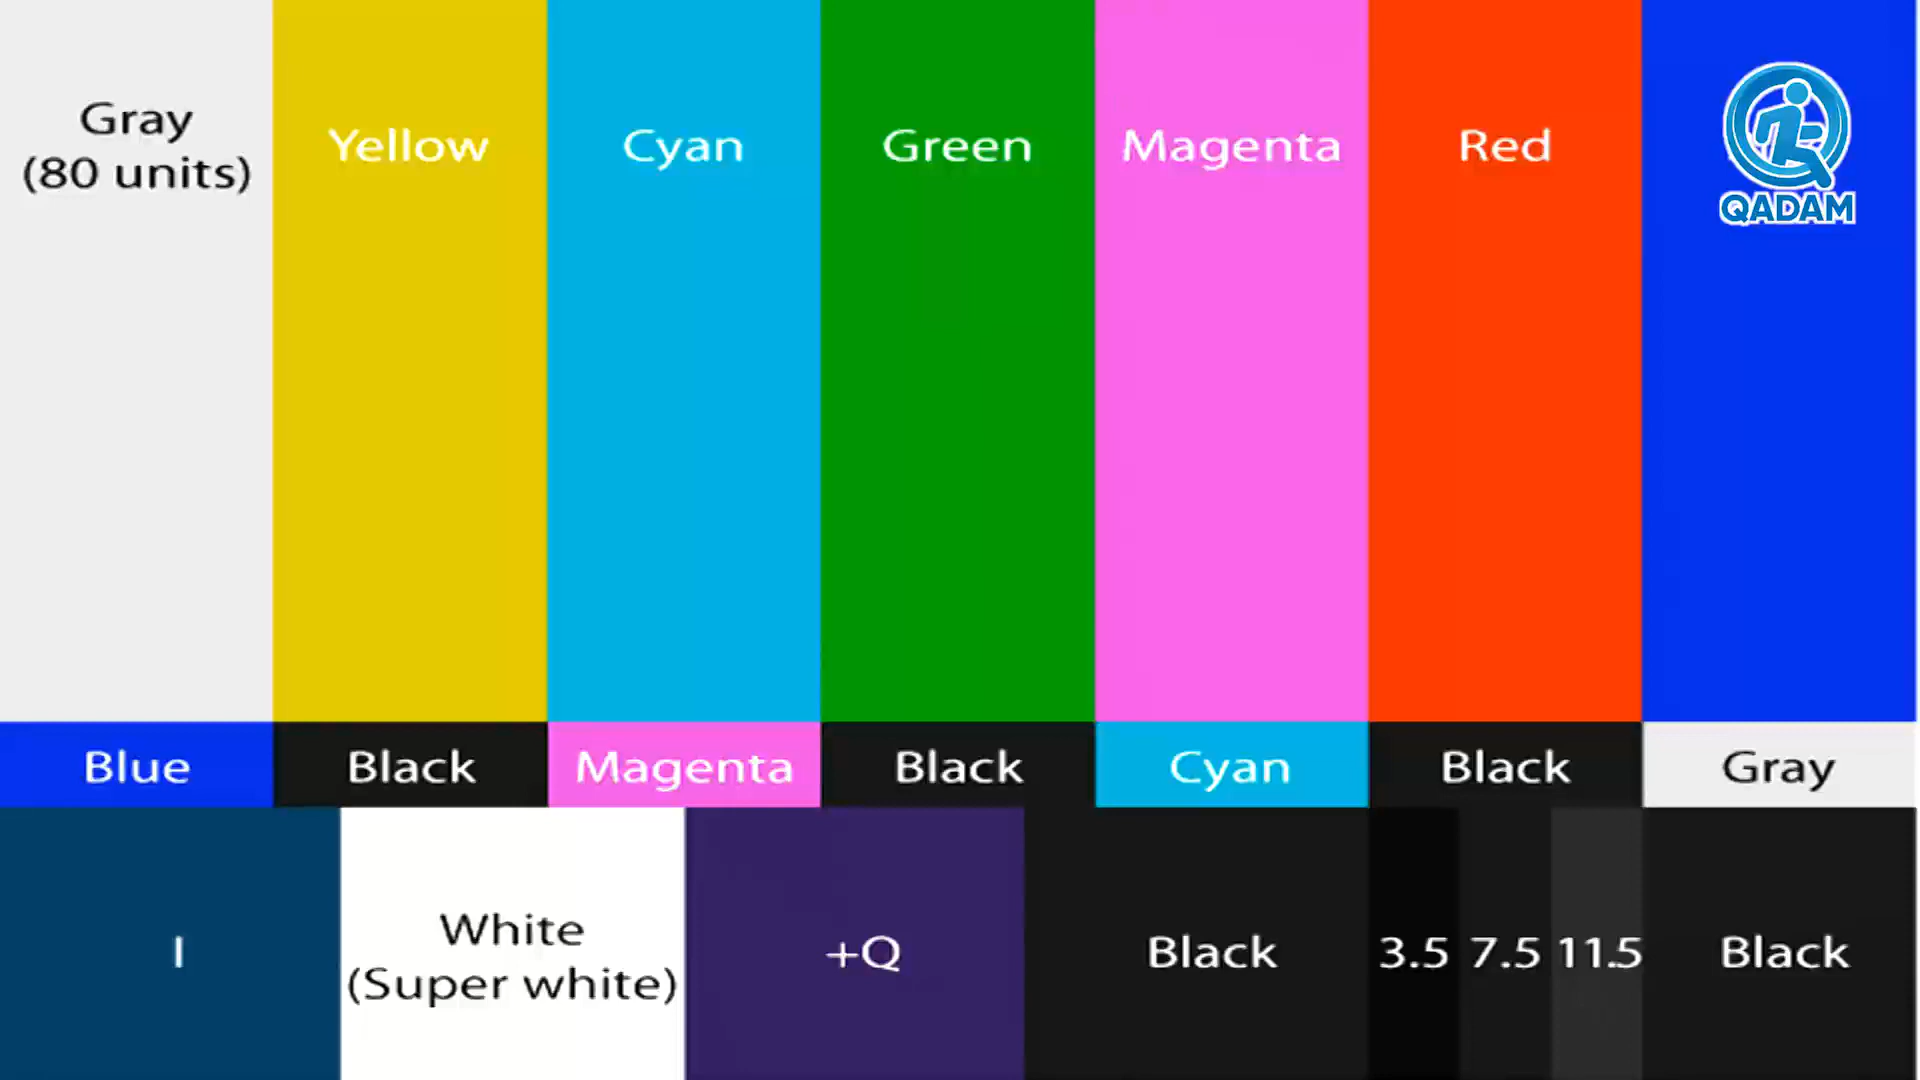 Gray
(80 units)
Yellow
Cyan
Green
Magenta
Red
QADAM
Blue
Black
Magenta
Black
Cyan
Black
Gray
I
White
(Super white)
+Q
Black
3.5
7.5
11.5
Black